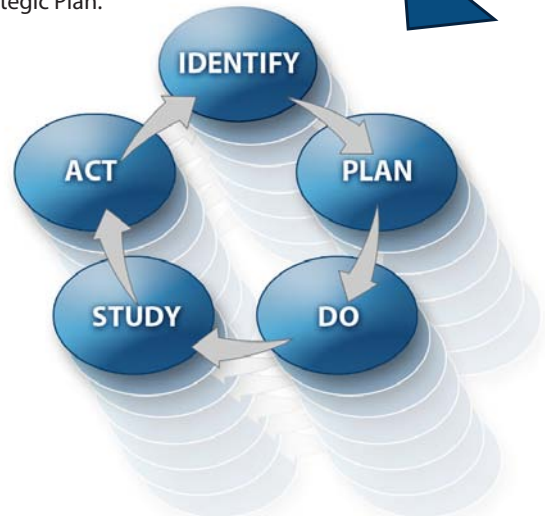 tegic Plan.
IDENTIFY
PLAN
DO
STUDY
ACT